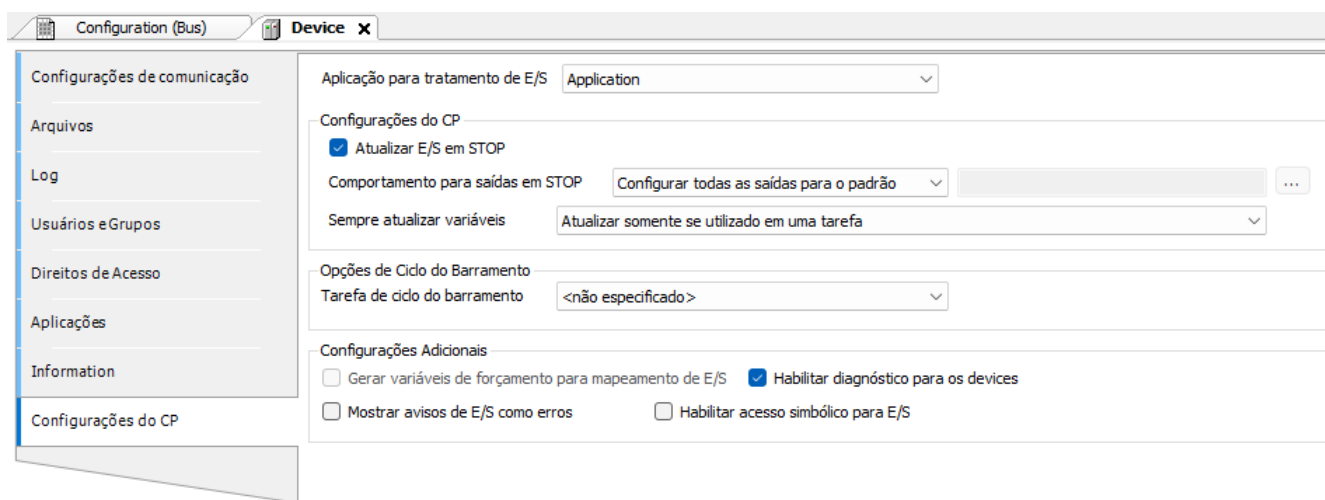 Configuration (Bus) Device X
Configurações de comunicação
Arquivos
Log
Usuários e Grupos
Direitos de Acesso
Aplicações
Information
Configurações do CP
Aplicação para tratamento de E/S Application
Configurações do CP
Atualizar E/S em STOP
Comportamento para saídas em STOP Configurar todas as saídas para o padrão ...
Sempre atualizar variáveis Atualizar somente se utilizado em uma tarefa
Opções de Ciclo do Barramento
Tarefa de ciclo do barramento <não especificado>
Configurações Adicionais
Gerar variáveis de forçamento para mapeamento de E/S Habilitar diagnóstico para os devices
Mostrar avisos de E/S como erros Habilitar acesso simbólico para E/S